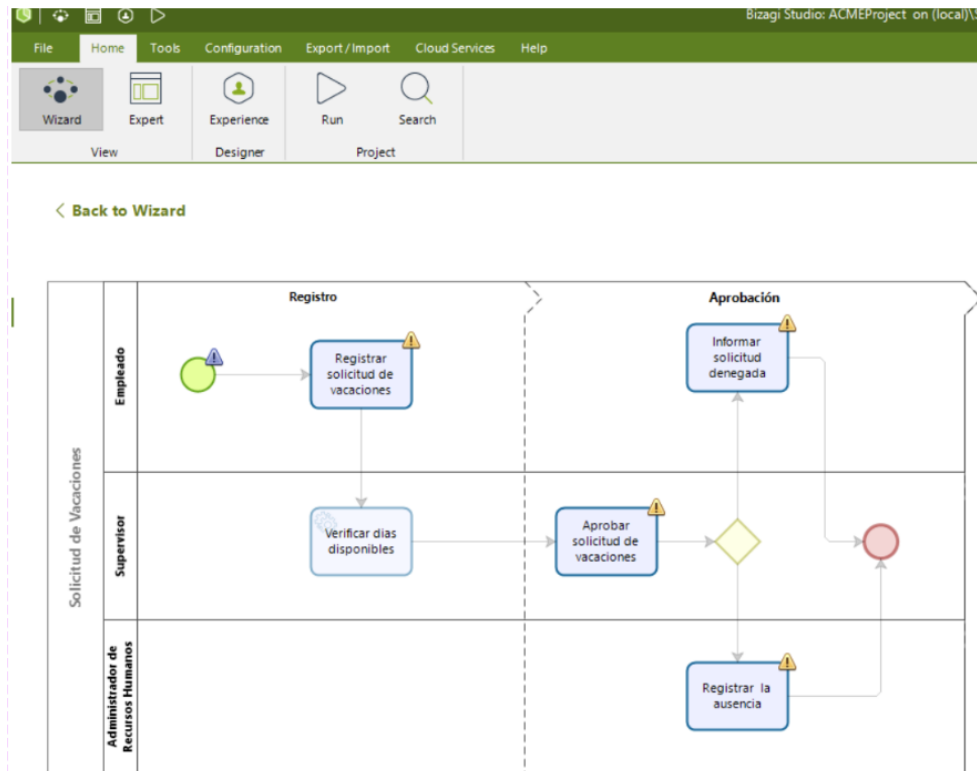 Bizagi Studio: ACMEProject on (local)\
File Home Tools Configuration Export / Import Cloud Services Help
Wizard Expert Experience Run Search
View Designer Project
Back to Wizard
Solicitud de Vacaciones
Registro
Aprobación
Empleado
Registrar
solicitud de
vacaciones
Informar
solicitud
denegada
Supervisor
Verificar dias
disponibles
Aprobar
solicitud de
vacaciones
Administrador de
Recursos Humanos
Registrar la
ausencia